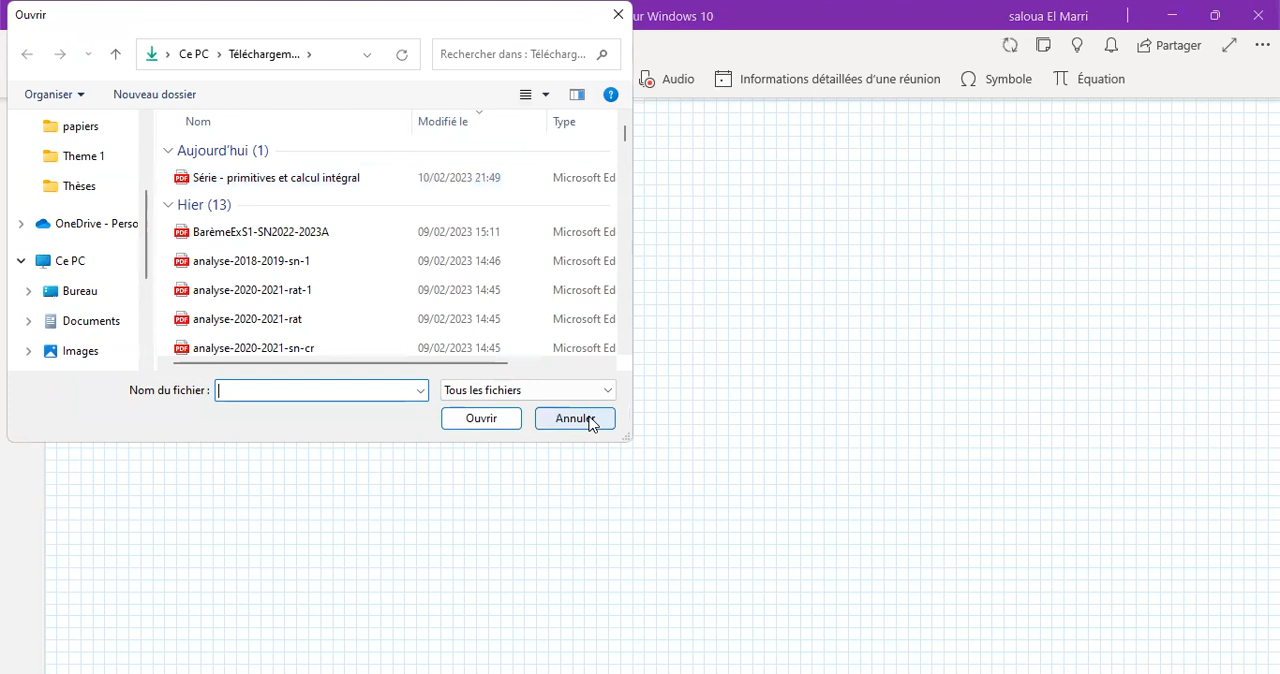 Ouvrir
ur Windows 10
saloua El Marri
Ce PC
Téléchargem...
Rechercher dans : Télécharg...
Partager
Organiser
Nouveau dossier
Audio
Informations détaillées d'une réunion
Symbole
Équation
Nom
Modifié le
Type
papiers
Theme 1
Thèses
OneDrive - Perso
Ce PC
Bureau
Documents
Images
Aujourd'hui (1)
Série - primitives et calcul intégral 10/02/2023 21:49 Microsoft Ed
Hier (13)
BarèmeExS1-SN2022-2023A 09/02/2023 15:11 Microsoft Ed
analyse-2018-2019-sn-1 09/02/2023 14:46 Microsoft Ed
analyse-2020-2021-rat-1 09/02/2023 14:45 Microsoft Ed
analyse-2020-2021-rat 09/02/2023 14:45 Microsoft Ed
analyse-2020-2021-sn-cr 09/02/2023 14:45 Microsoft Ed
Nom du fichier :
Tous les fichiers
Ouvrir
Annuler